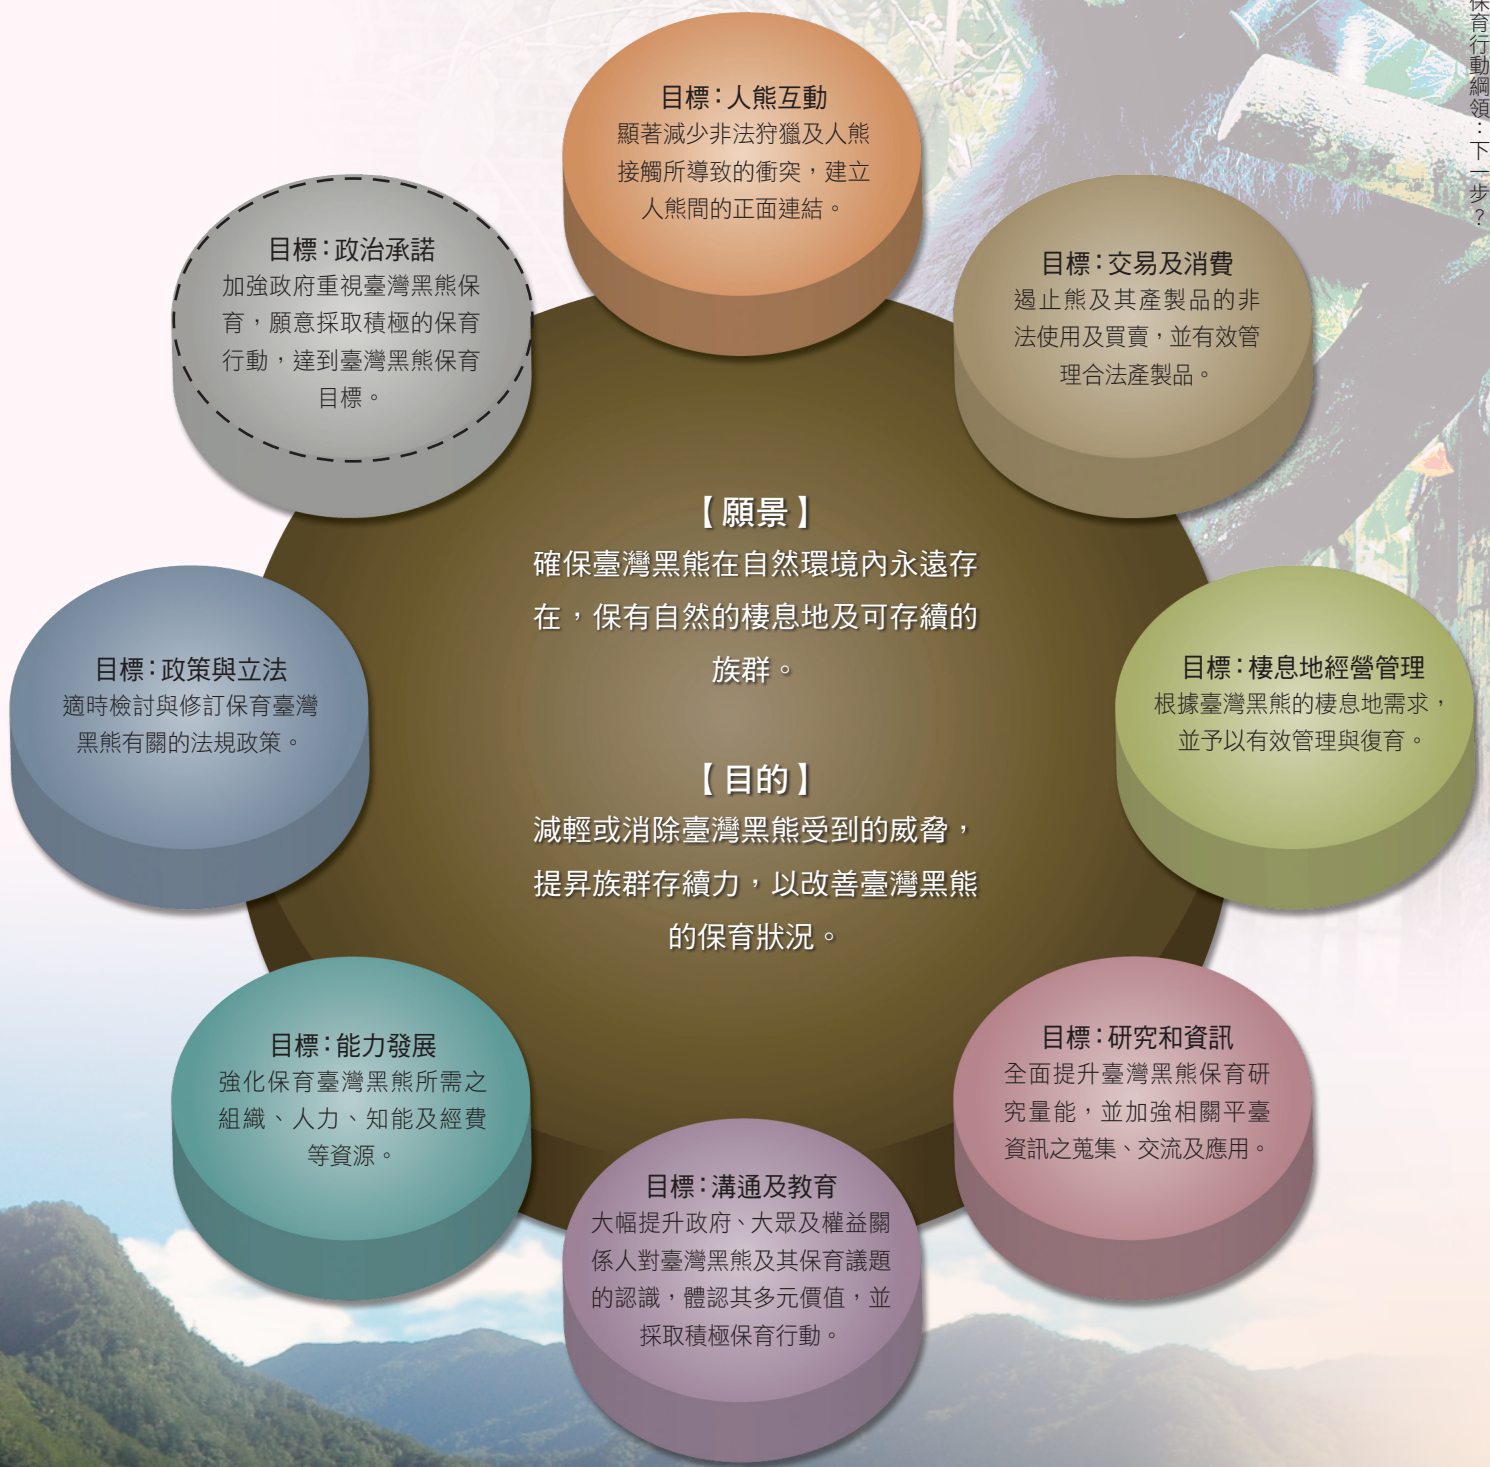 保育行動綱領：下一步？
目標：人熊互動
顯著減少非法狩獵及人熊
接觸所導致的衝突，建立
人熊間的正面連結。
目標：交易及消費
遏止熊及其產製品的非
法使用及買賣，並有效管
理合法產製品。
目標：棲息地經營管理
根據臺灣黑熊的棲息地需求，
並予以有效管理與復育。
目標：研究和資訊
全面提升臺灣黑熊保育研
究量能，並加強相關平臺
資訊之蒐集、交流及應用。
目標：溝通及教育
大幅提升政府、大眾及權益關
係人對臺灣黑熊及其保育議題
的認識，體認其多元價值，並
採取積極保育行動。
目標：能力發展
強化保育臺灣黑熊所需之
組織、人力、知能及經費
等資源。
目標：政策與立法
適時檢討與修訂保育臺灣
黑熊有關的法規政策。
目標：政治承諾
加強政府重視臺灣黑熊保
育，願意採取積極的保育
行動，達到臺灣黑熊保育
目標。
【願景】
確保臺灣黑熊在自然環境內永遠存
在，保有自然的棲息地及可存續的
族群。
【目的】
減輕或消除臺灣黑熊受到的威脅，
提昇族群存續力，以改善臺灣黑熊
的保育狀況。